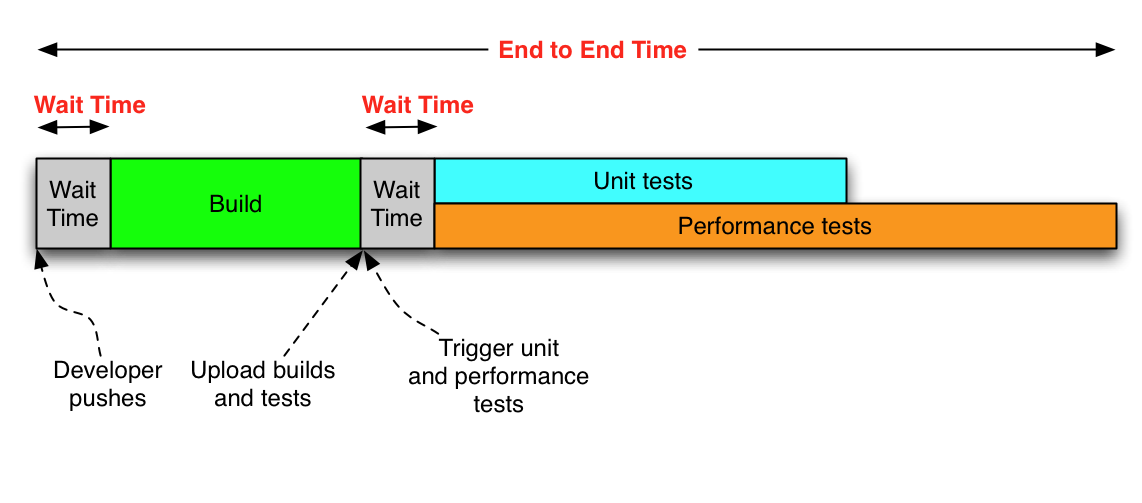 End to End Time
Wait Time
Wait Time
Wait
Time
Build
Wait
Time
Unit tests
Performance tests
Developer
pushes
Upload builds
and tests
Trigger unit
and performance
tests